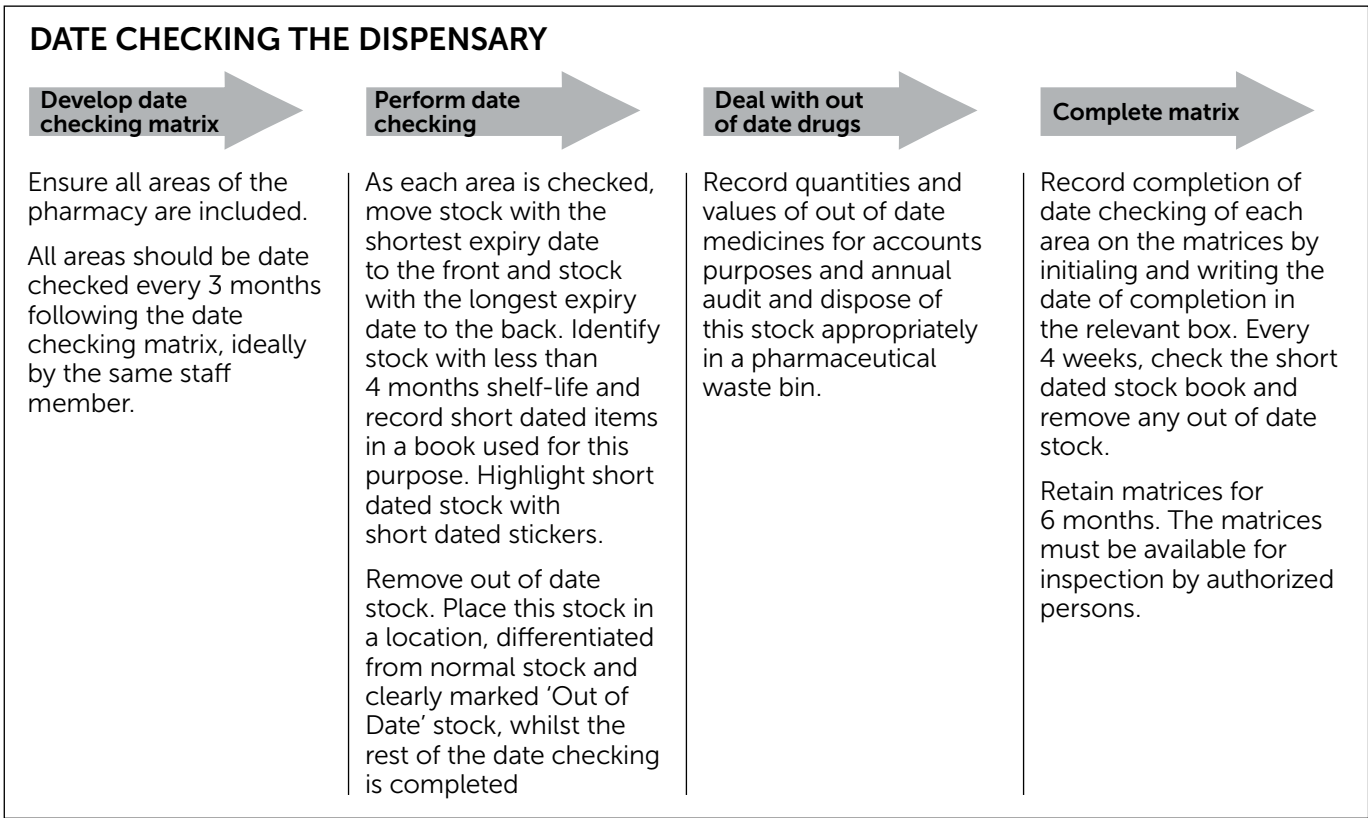 DATE CHECKING THE DISPENSARY
Develop date
checking matrix
Ensure all areas of the
pharmacy are included.
All areas should be date
checked every 3 months
following the date
checking matrix, ideally
by the same staff
member.
Perform date
checking
As each area is checked,
move stock with the
shortest expiry date
to the front and stock
with the longest expiry
date to the back. Identify
stock with less than
4 months shelf-life and
record short dated items
in a book used for this
purpose. Highlight short
dated stock with
short dated stickers.
Remove out of date
stock. Place this stock in
a location, differentiated
from normal stock and
clearly marked ‘Out of
Date’ stock, whilst the
rest of the date checking
is completed
Deal with out
of date drugs
Record quantities and
values of out of date
medicines for accounts
purposes and annual
audit and dispose of
this stock appropriately
in a pharmaceutical
waste bin.
Complete matrix
Record completion of
date checking of each
area on the matrices by
initialing and writing the
date of completion in
the relevant box. Every
4 weeks, check the short
dated stock book and
remove any out of date
stock.
Retain matrices for
6 months. The matrices
must be available for
inspection by authorized
persons.